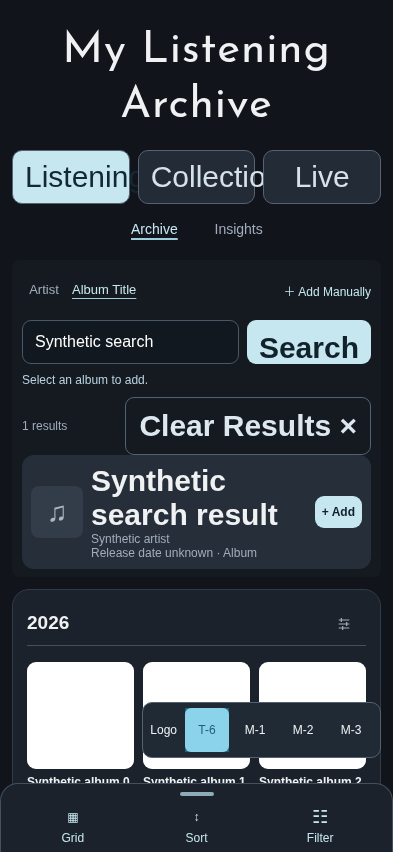 My Listening
Archive
Listening Collectio Live
Archive Insights
Artist Album Title + Add Manually
Synthetic search Search
Select an album to add.
1 results Clear Results ×
Synthetic
search result
Synthetic artist
Release date unknown · Album
+ Add
2026
Logo T-6 M-1 M-2 M-3
Synthetic album 0 Synthetic album 1 Synthetic album 2
Grid Sort Filter